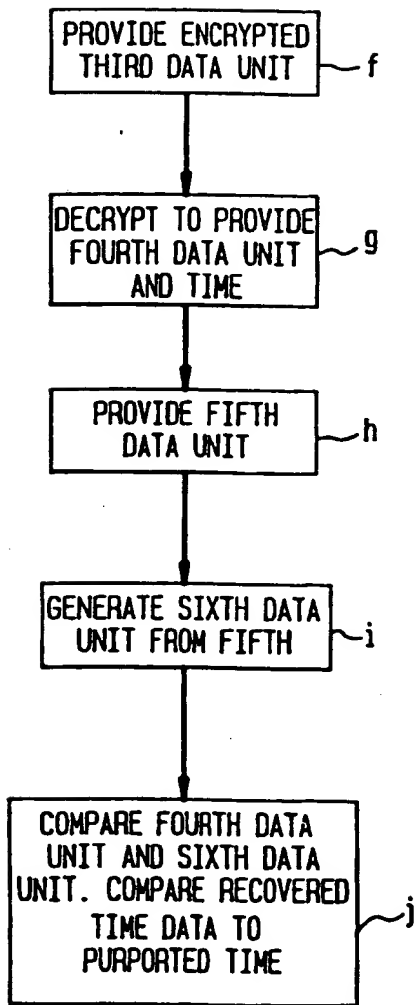 PROVIDE ENCRYPTED
THIRD DATA UNIT
f
DECRYPT TO PROVIDE
FOURTH DATA UNIT
AND TIME
g
PROVIDE FIFTH
DATA UNIT
h
GENERATE SIXTH DATA
UNIT FROM FIFTH
i
COMPARE FOURTH DATA
UNIT AND SIXTH DATA
UNIT. COMPARE RECOVERED
TIME DATA TO
PURPORTED TIME
j